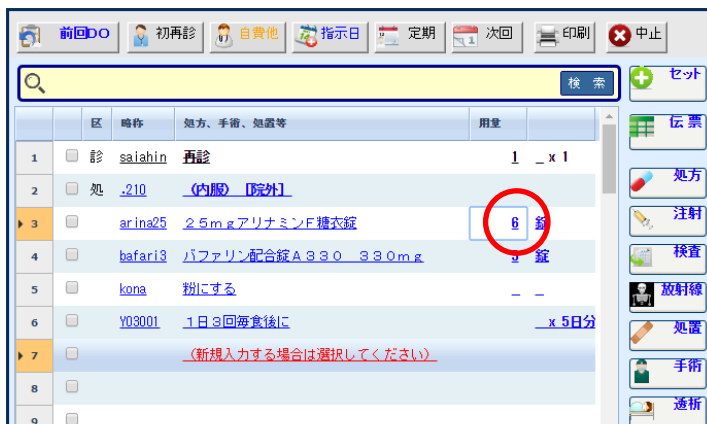 前回DO 初再診 自費他 指示日 定期 次回 印刷 中止
検 索 セット
区 略称 処方、手術、処置等 用量 伝 票
1 診 saiahin 再診 1 _ x 1
2 処 .210 （内服）［院外］ 処方
3 arina25 ２５ｍｇアリナミンＦ糖衣錠 6 錠 注射
4 bafari3 バファリン配合錠Ａ３３０ ３３０ｍｇ 錠 検査
5 kona 粉にする _ _ 放射線
6 Y03001 １日３回毎食後に _ x 5日分 処置
7 （新規入力する場合は選択してください） 手術
8 透析
9